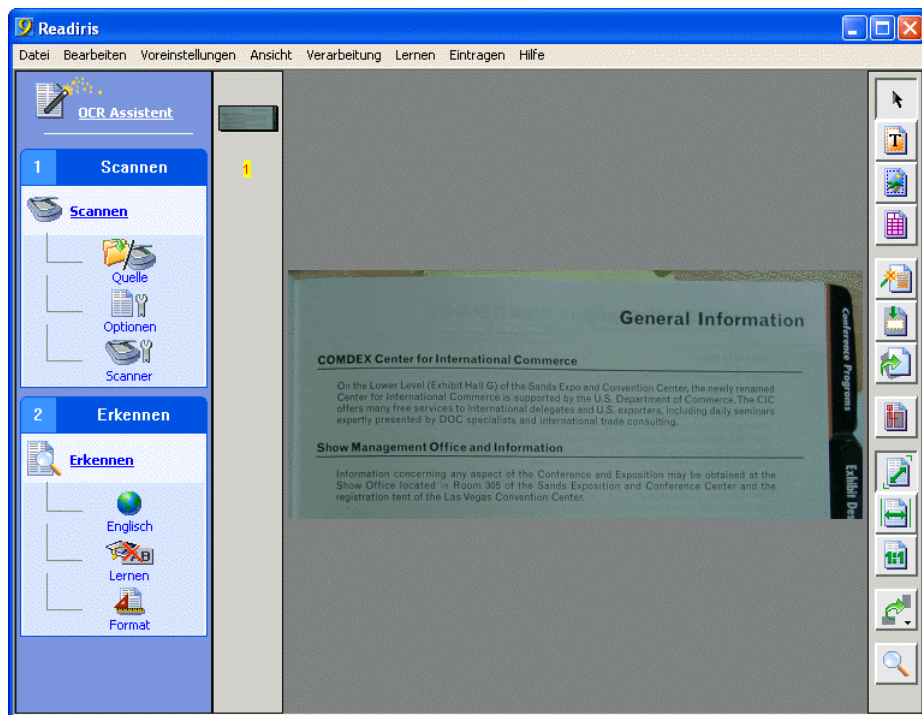 Readiris
Datei Bearbeiten Voreinstellungen Ansicht Verarbeitung Lernen Eintragen Hilfe
OCR Assistent
1 Scannen
Scannen
Quelle
Optionen
Scanner
2 Erkennen
Erkennen
Englisch
Lernen
Format
1
General Information
COMDEX Center for International Commerce
On the Lower Level (Exhibit Hall G) of the Sands Expo and Convention Center, the newly renamed
Center for International Commerce is supported by the U.S. Department of Commerce. The CIC
offers many free services to international delegates and U.S. exporters, including daily seminars
expertly presented by DOC specialists and international trade consulting.
Show Management Office and Information
Information concerning any aspect of the Conference and Exposition may be obtained at the
Show Office located in Room 305 of the Sands Exposition and Conference Center and the
registration tent of the Las Vegas Convention Center.
Conference Programs
Exhibit Des
T
1:1